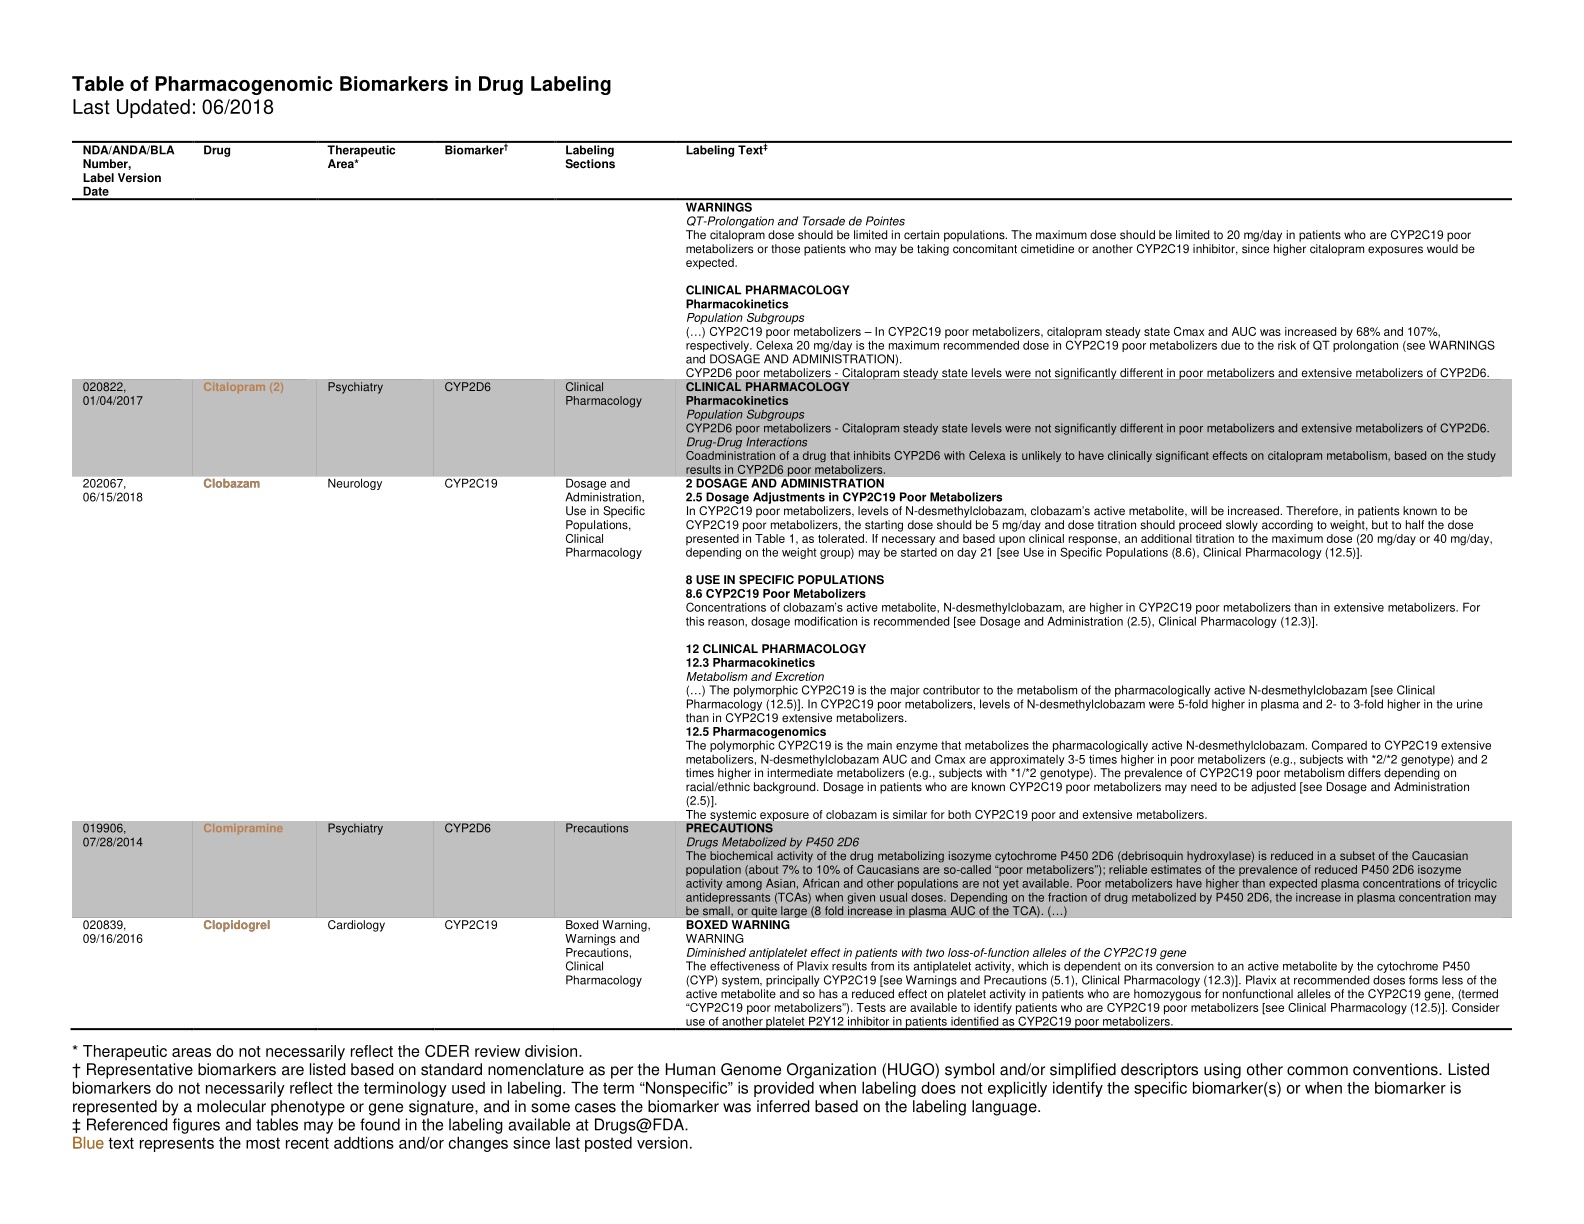 Table of Pharmacogenomic Biomarkers in Drug Labeling
Last Updated: 06/2018
NDA/ANDA/BLA Number, Label Version Date
Drug
Therapeutic Area*
Biomarker†
Labeling Sections
Labeling Text‡
WARNINGS
QT-Prolongation and Torsade de Pointes
The citalopram dose should be limited in certain populations. The maximum dose should be limited to 20 mg/day in patients who are CYP2C19 poor
metabolizers or those patients who may be taking concomitant cimetidine or another CYP2C19 inhibitor, since higher citalopram exposures would be
expected.
CLINICAL PHARMACOLOGY
Pharmacokinetics
Population Subgroups
(…) CYP2C19 poor metabolizers – In CYP2C19 poor metabolizers, citalopram steady state Cmax and AUC was increased by 68% and 107%,
respectively. Celexa 20 mg/day is the maximum recommended dose in CYP2C19 poor metabolizers due to the risk of QT prolongation (see WARNINGS
and DOSAGE AND ADMINISTRATION).
CYP2D6 poor metabolizers - Citalopram steady state levels were not significantly different in poor metabolizers and extensive metabolizers of CYP2D6.
020822,
01/04/2017
Citalopram (2)
Psychiatry
CYP2D6
Clinical
Pharmacology
CLINICAL PHARMACOLOGY
Pharmacokinetics
Population Subgroups
CYP2D6 poor metabolizers - Citalopram steady state levels were not significantly different in poor metabolizers and extensive metabolizers of CYP2D6.
Drug-Drug Interactions
Coadministration of a drug that inhibits CYP2D6 with Celexa is unlikely to have clinically significant effects on citalopram metabolism, based on the study
results in CYP2D6 poor metabolizers.
202067,
06/15/2018
Clobazam
Neurology
CYP2C19
Dosage and
Administration,
Use in Specific
Populations,
Clinical
Pharmacology
2 DOSAGE AND ADMINISTRATION
2.5 Dosage Adjustments in CYP2C19 Poor Metabolizers
In CYP2C19 poor metabolizers, levels of N-desmethylclobazam, clobazam's active metabolite, will be increased. Therefore, in patients known to be
CYP2C19 poor metabolizers, the starting dose should be 5 mg/day and dose titration should proceed slowly according to weight, but to half the dose
presented in Table 1, as tolerated. If necessary and based upon clinical response, an additional titration to the maximum dose (20 mg/day or 40 mg/day,
depending on the weight group) may be started on day 21 [see Use in Specific Populations (8.6), Clinical Pharmacology (12.5)].
8 USE IN SPECIFIC POPULATIONS
8.6 CYP2C19 Poor Metabolizers
Concentrations of clobazam's active metabolite, N-desmethylclobazam, are higher in CYP2C19 poor metabolizers than in extensive metabolizers. For
this reason, dosage modification is recommended [see Dosage and Administration (2.5), Clinical Pharmacology (12.3)].
12 CLINICAL PHARMACOLOGY
12.3 Pharmacokinetics
Metabolism and Excretion
(…) The polymorphic CYP2C19 is the major contributor to the metabolism of the pharmacologically active N-desmethylclobazam [see Clinical
Pharmacology (12.5)]. In CYP2C19 poor metabolizers, levels of N-desmethylclobazam were 5-fold higher in plasma and 2- to 3-fold higher in the urine
than in CYP2C19 extensive metabolizers.
12.5 Pharmacogenomics
The polymorphic CYP2C19 is the main enzyme that metabolizes the pharmacologically active N-desmethylclobazam. Compared to CYP2C19 extensive
metabolizers, N-desmethylclobazam AUC and Cmax are approximately 3-5 times higher in poor metabolizers (e.g., subjects with *2/*2 genotype) and 2
times higher in intermediate metabolizers (e.g., subjects with *1/*2 genotype). The prevalence of CYP2C19 poor metabolism differs depending on
racial/ethnic background. Dosage in patients who are known CYP2C19 poor metabolizers may need to be adjusted [see Dosage and Administration
(2.5)].
The systemic exposure of clobazam is similar for both CYP2C19 poor and extensive metabolizers.
019906,
07/28/2014
Clomipramine
Psychiatry
CYP2D6
Precautions
PRECAUTIONS
Drugs Metabolized by P450 2D6
The biochemical activity of the drug metabolizing isozyme cytochrome P450 2D6 (debrisoquin hydroxylase) is reduced in a subset of the Caucasian
population (about 7% to 10% of Caucasians are so-called “poor metabolizers”); reliable estimates of the prevalence of reduced P450 2D6 isozyme
activity among Asian, African and other populations are not yet available. Poor metabolizers have higher than expected plasma concentrations of tricyclic
antidepressants (TCAs) when given usual doses. Depending on the fraction of drug metabolized by P450 2D6, the increase in plasma concentration may
be small, or quite large (8 fold increase in plasma AUC of the TCA). (…)
020839,
09/16/2016
Clopidogrel
Cardiology
CYP2C19
Boxed Warning,
Warnings and
Precautions,
Clinical
Pharmacology
BOXED WARNING
WARNING
Diminished antiplatelet effect in patients with two loss-of-function alleles of the CYP2C19 gene
The effectiveness of Plavix results from its antiplatelet activity, which is dependent on its conversion to an active metabolite by the cytochrome P450
(CYP) system, principally CYP2C19 [see Warnings and Precautions (5.1), Clinical Pharmacology (12.3)]. Plavix at recommended doses forms less of the
active metabolite and so has a reduced effect on platelet activity in patients who are homozygous for nonfunctional alleles of the CYP2C19 gene, (termed
“CYP2C19 poor metabolizers”). Tests are available to identify patients who are CYP2C19 poor metabolizers [see Clinical Pharmacology (12.5)]. Consider
use of another platelet P2Y12 inhibitor in patients identified as CYP2C19 poor metabolizers.
* Therapeutic areas do not necessarily reflect the CDER review division.
† Representative biomarkers are listed based on standard nomenclature as per the Human Genome Organization (HUGO) symbol and/or simplified descriptors using other common conventions. Listed
biomarkers do not necessarily reflect the terminology used in labeling. The term “Nonspecific” is provided when labeling does not explicitly identify the specific biomarker(s) or when the biomarker is
represented by a molecular phenotype or gene signature, and in some cases the biomarker was inferred based on the labeling language.
‡ Referenced figures and tables may be found in the labeling available at Drugs@FDA.
Blue text represents the most recent addtions and/or changes since last posted version.